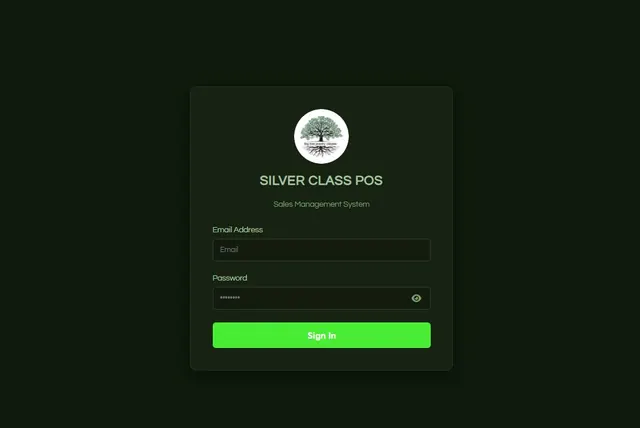 SILVER CLASS POS
Sales Management System
Email Address
Email
Password
********
Sign In